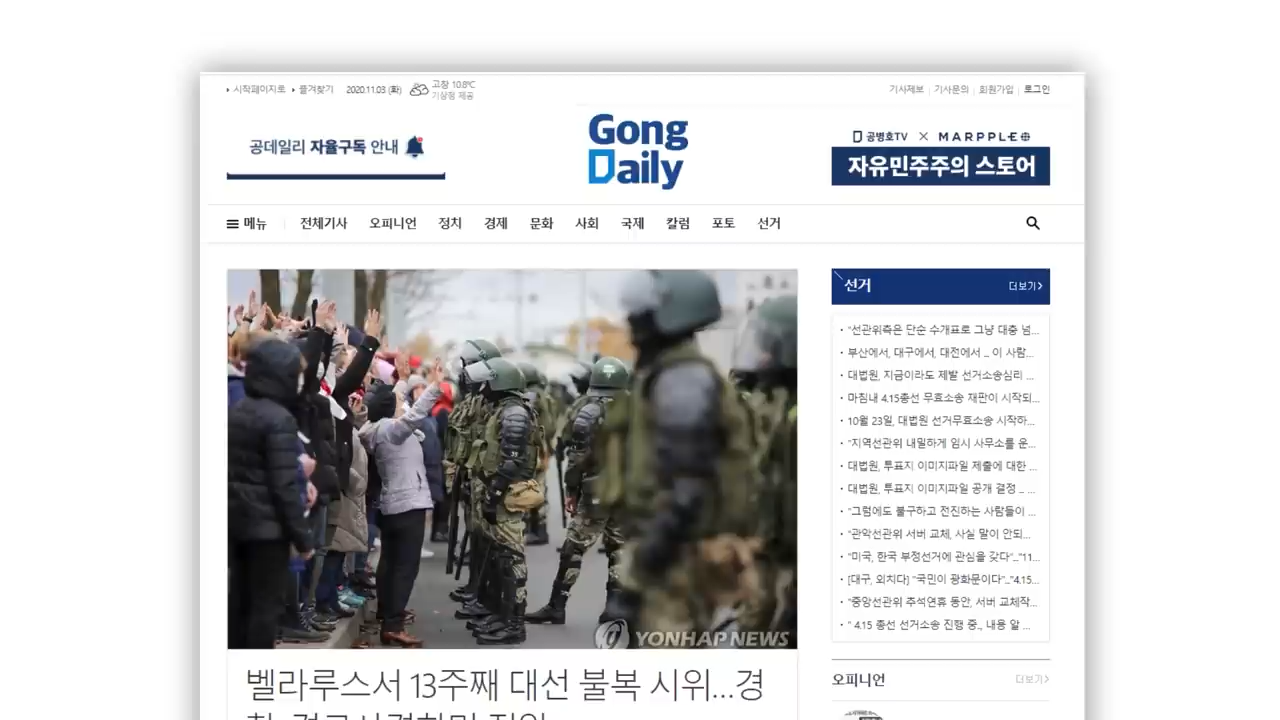 시작페이지로 즐겨찾기 2020.11.03 (화) 고창 10.8℃
기상청 제공
기사제보 기사문의 회원가입 로그인
공데일리 자율구독 안내
Gong
Daily
공병호TV × MARPPLE
자유민주주의 스토어
메뉴 전체기사 오피니언 정치 경제 문화 사회 국제 칼럼 포토 선거
YONHAP NEWS
벨라루스서 13주째 대선 불복 시위...경
선거 더보기
"선관위측은 단순 수개표로 그냥 대충 넘...
부산에서, 대구에서, 대전에서 ... 이 사람...
대법원, 지금이라도 제발 선거소송심리 ...
마침내 4.15총선 무효소송 재판이 시작되...
10월 23일, 대법원 선거무효소송 시작하...
"지역선관위 내밀하게 임시 사무소를 운...
대법원, 투표지 이미지파일 제출에 대한 ...
대법원, 투표지 이미지파일 공개 결정 ... ...
"그럼에도 불구하고 전진하는 사람들이 ...
"관악선관위 서버 교체, 사실 말이 안되...
"미국, 한국 부정선거에 관심을 갖다"..."11...
[대구, 외치다] "국민이 광화문이다"..."4.15...
"중앙선관위 추석연휴 동안, 서버 교체작...
" 4.15 총선 선거소송 진행 중., 내용 알 ...
오피니언 더보기